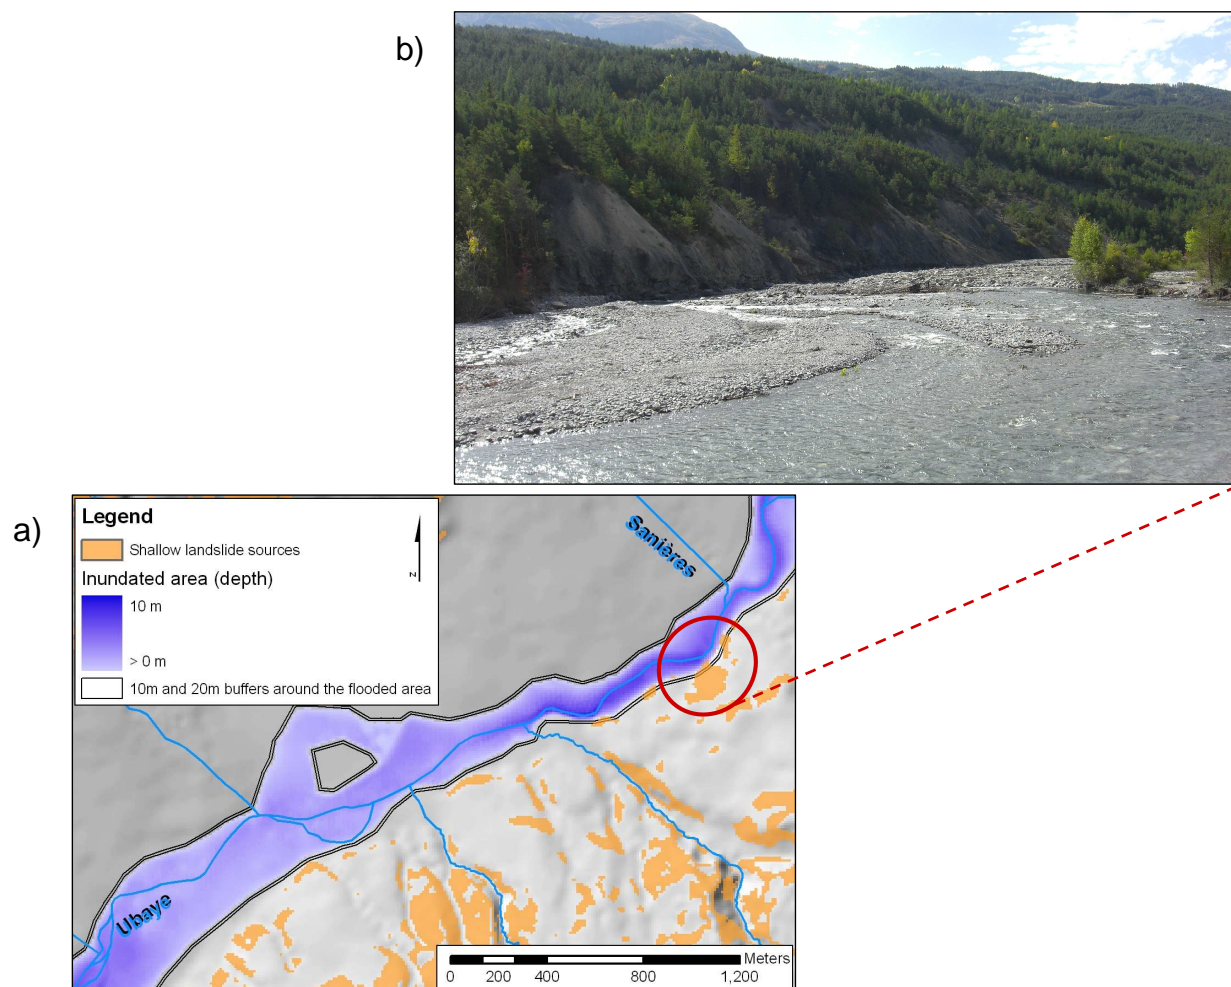 b)
a)
Legend
Shallow landslide sources
Inundated area (depth)
10 m
> 0 m
10m and 20m buffers around the flooded area
N
Sanières
Ubaye
Meters
0 200 400 800 1,200